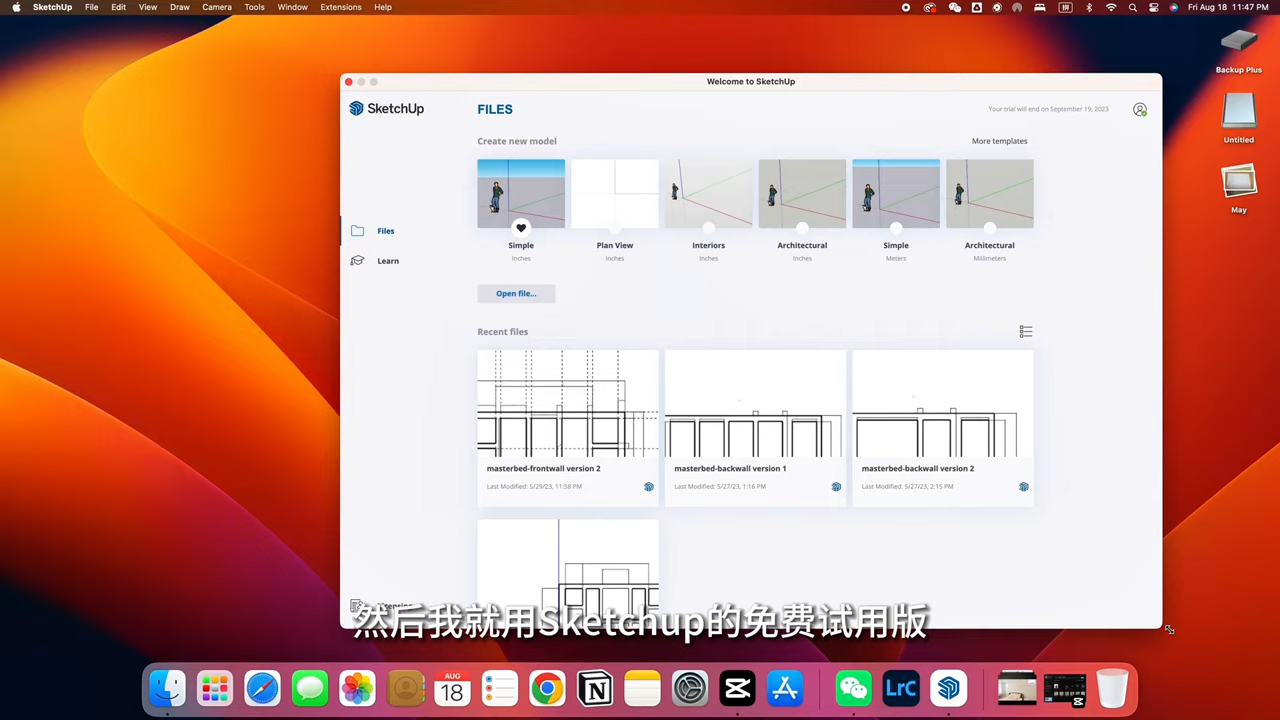 SketchUp File Edit View Draw Camera Tools Window Extensions Help
Fri Aug 18 11:47 PM
Backup Plus
Untitled
May
Welcome to SketchUp
SketchUp
FILES
Your trial will end on September 19, 2023
Create new model
More templates
Files
Learn
Simple
Inches
Plan View
Inches
Interiors
Inches
Architectural
Inches
Simple
Meters
Architectural
Millimeters
Open file...
Recent files
masterbed-frontwall version 2
Last Modified: 5/29/23, 11:58 PM
masterbed-backwall version 1
Last Modified: 5/27/23, 1:16 PM
masterbed-backwall version 2
Last Modified: 5/27/23, 2:15 PM
然后我就用Sketchup的免费试用版
AUG
18
LrC